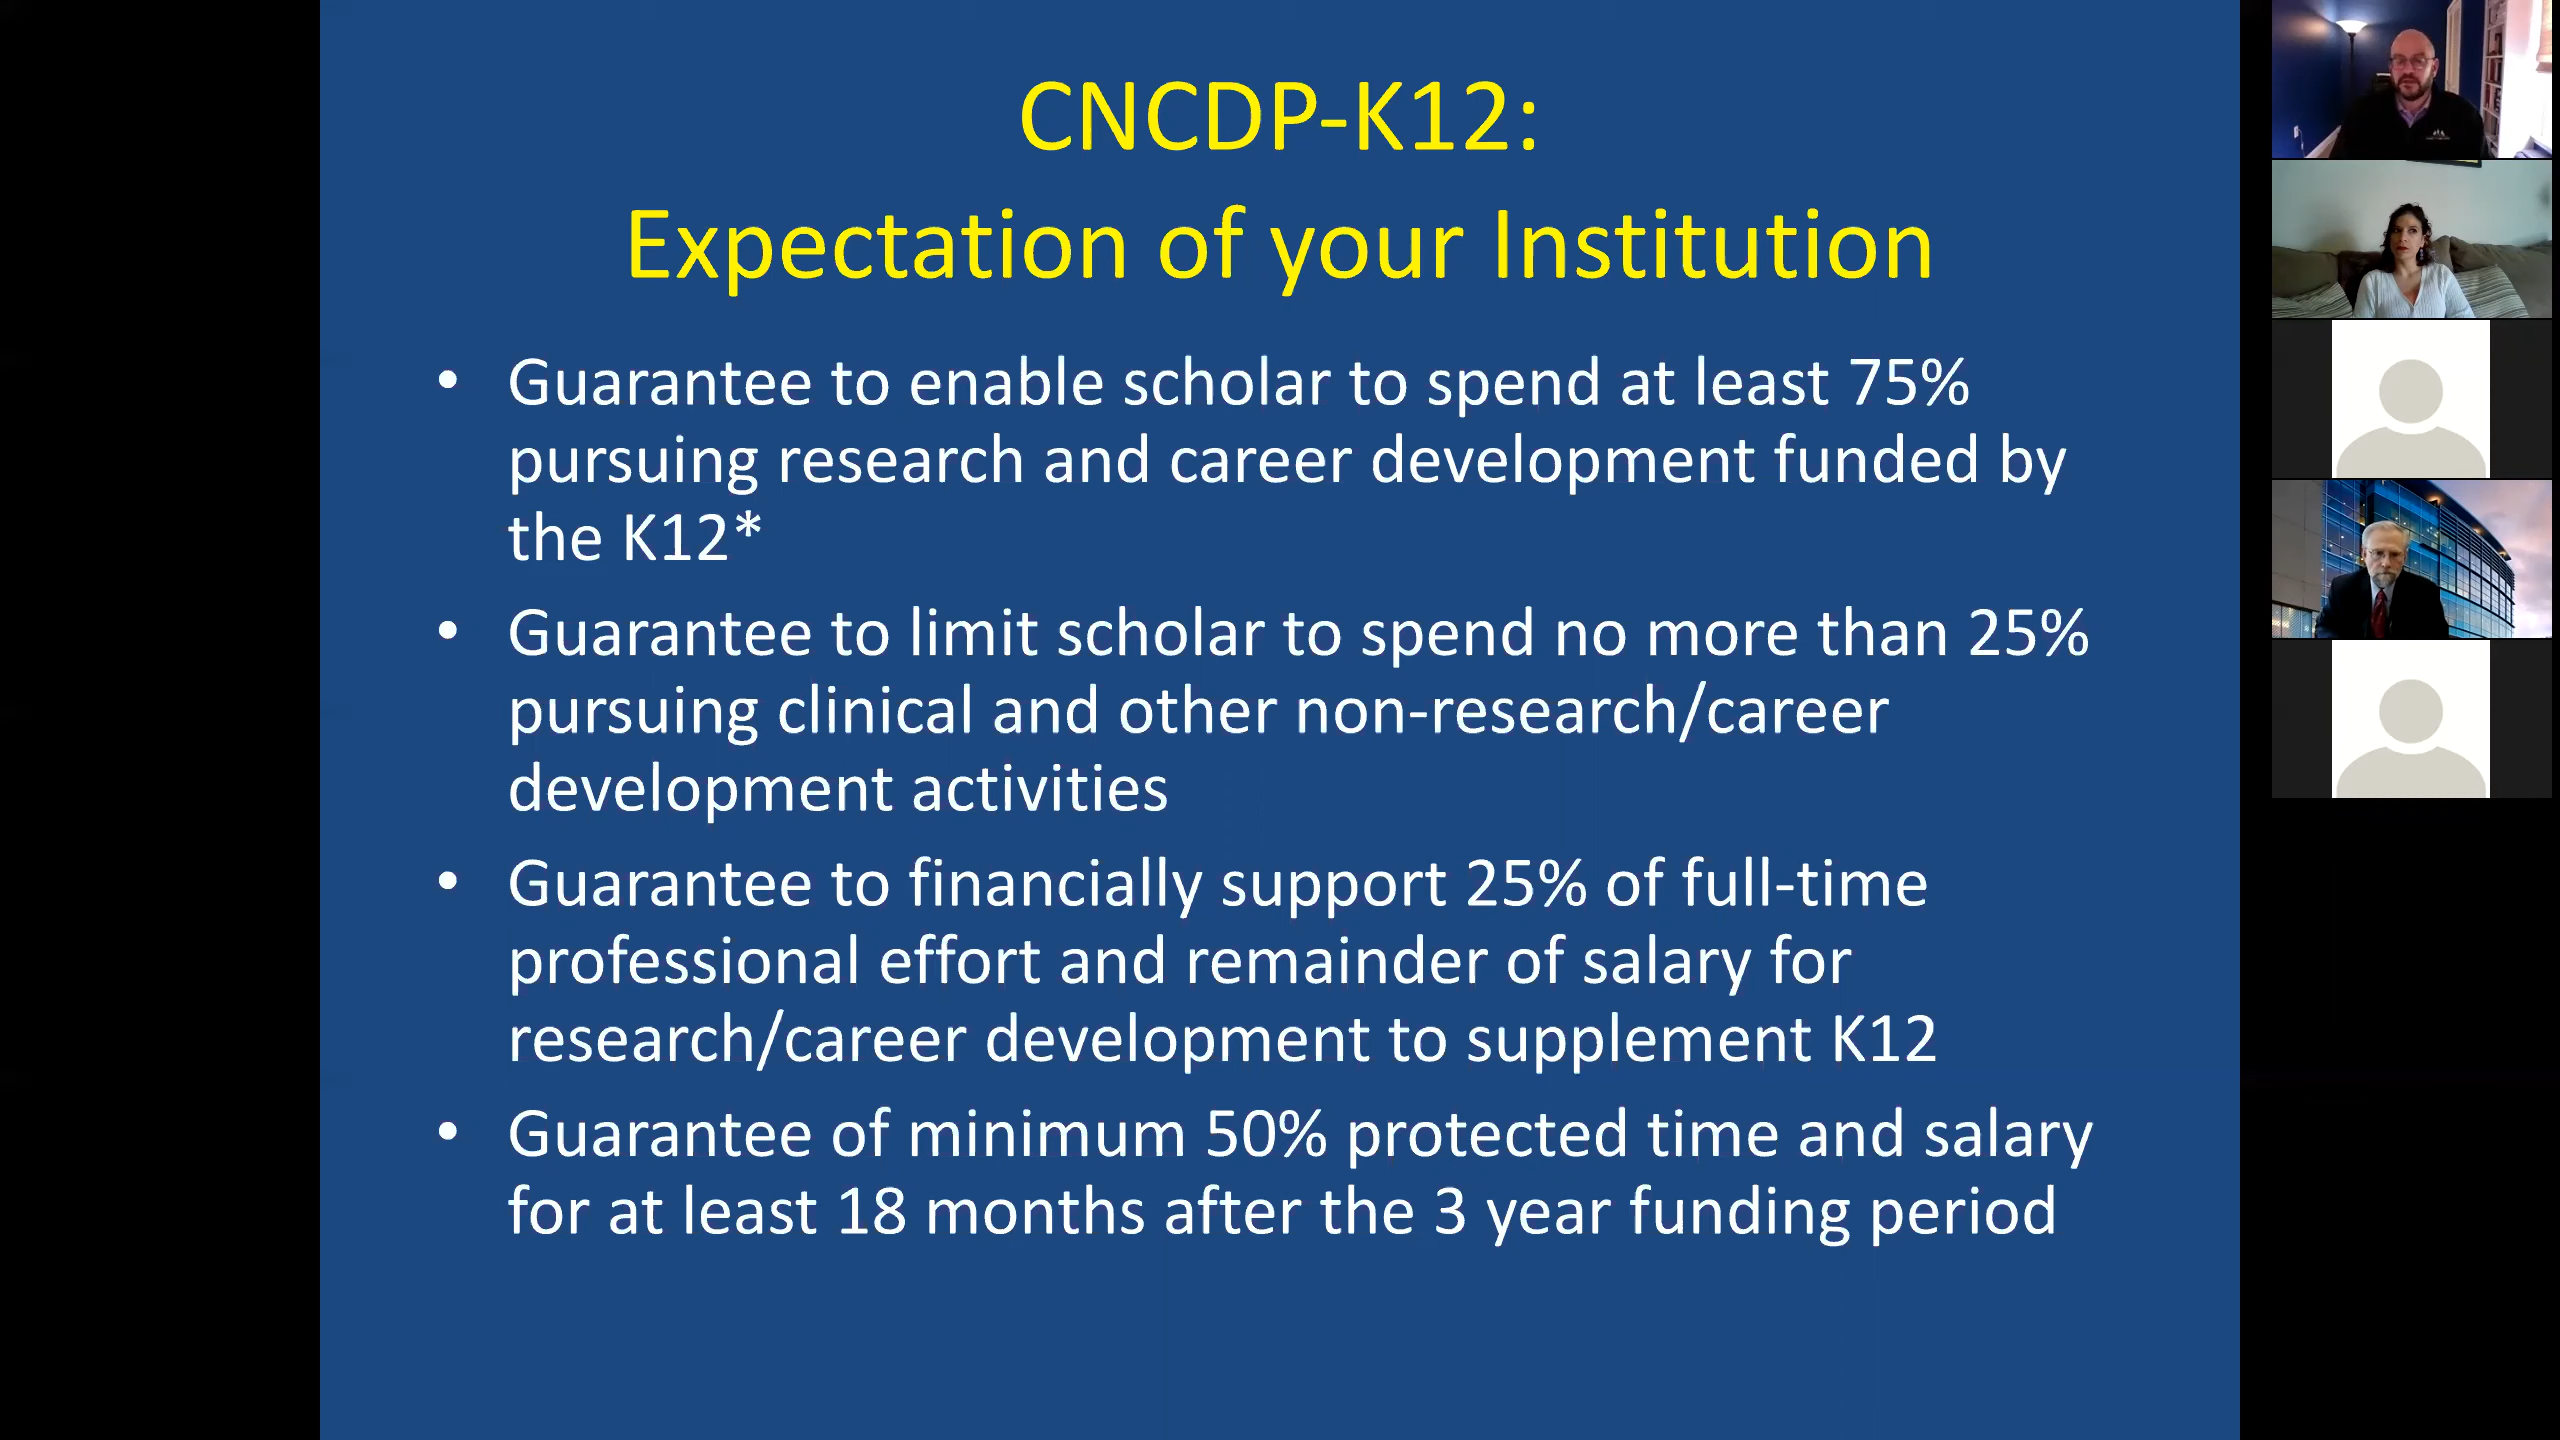 CNCDP-K12:
Expectation of your Institution
• Guarantee to enable scholar to spend at least 75%
pursuing research and career development funded by
the K12*
• Guarantee to limit scholar to spend no more than 25%
pursuing clinical and other non-research/career
development activities
• Guarantee to financially support 25% of full-time
professional effort and remainder of salary for
research/career development to supplement K12
• Guarantee of minimum 50% protected time and salary
for at least 18 months after the 3 year funding period